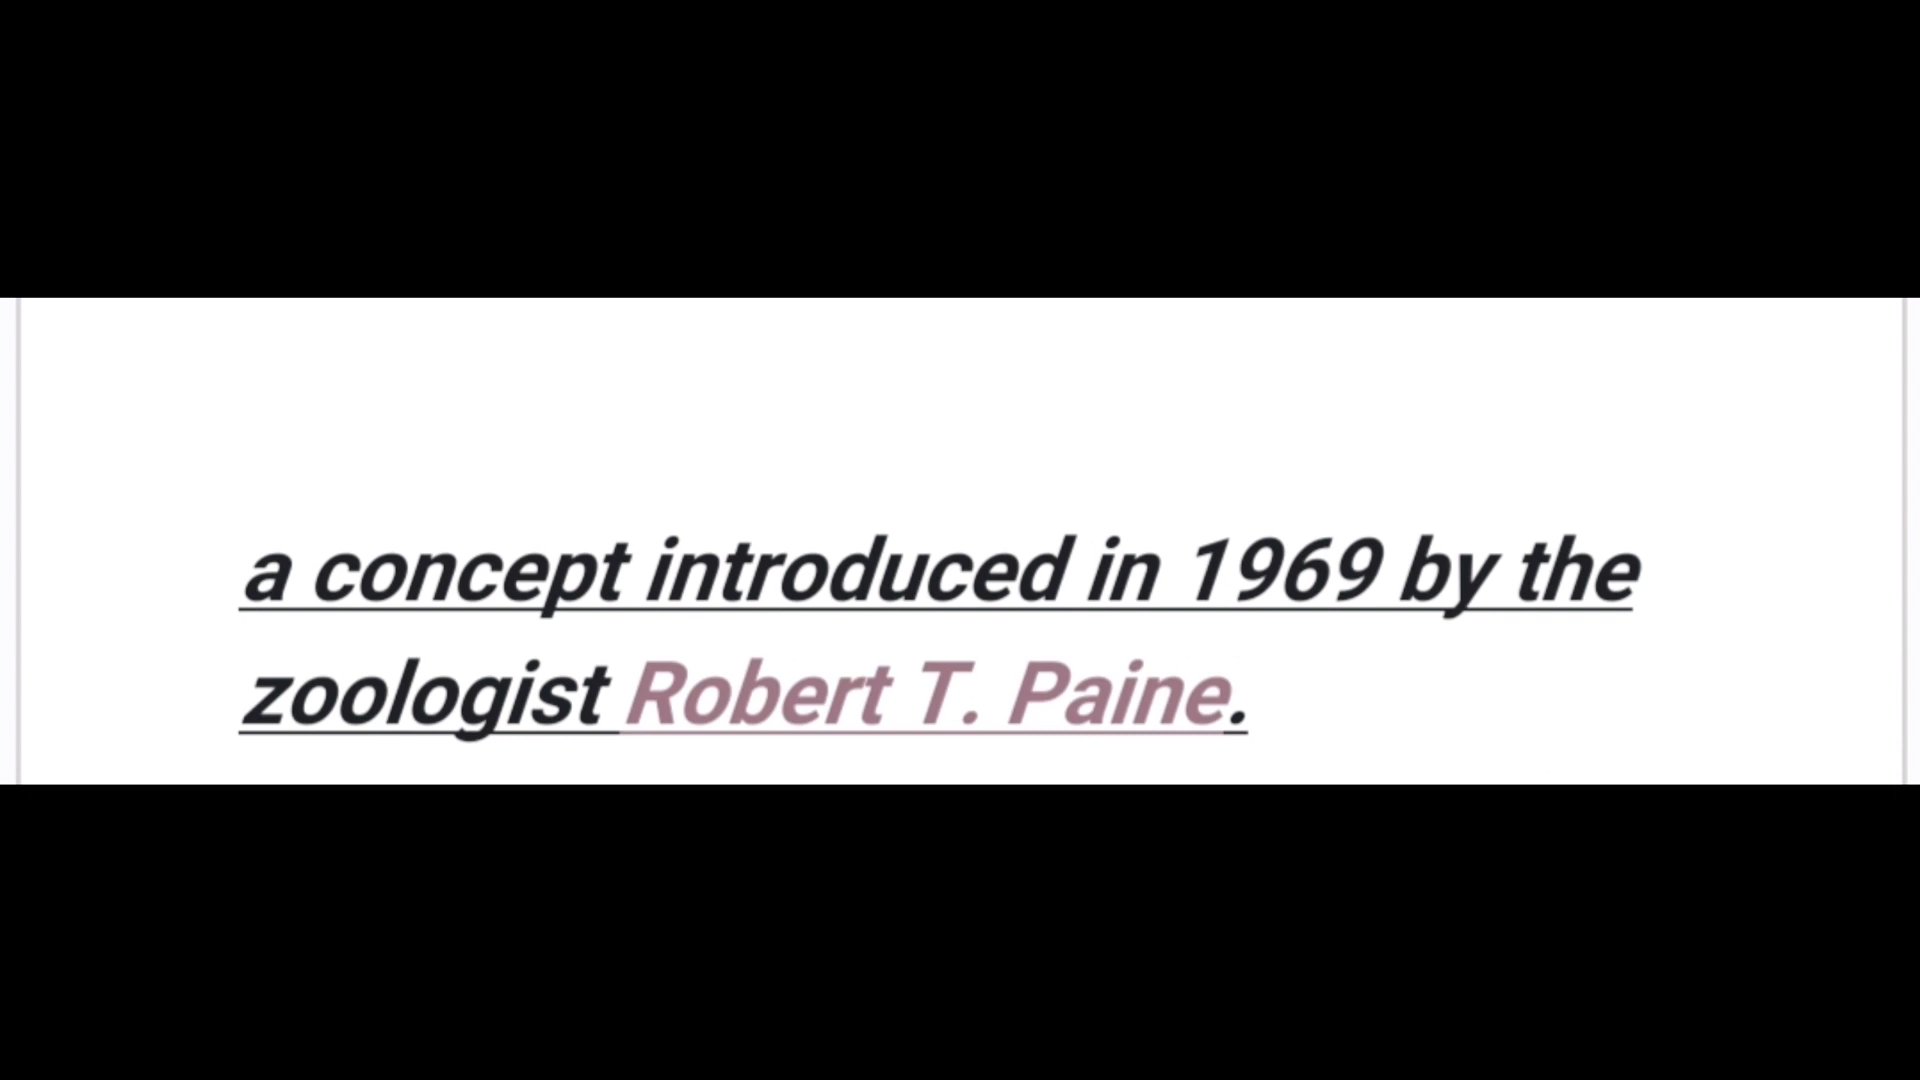 a concept introduced in 1969 by the
zoologist Robert T. Paine.